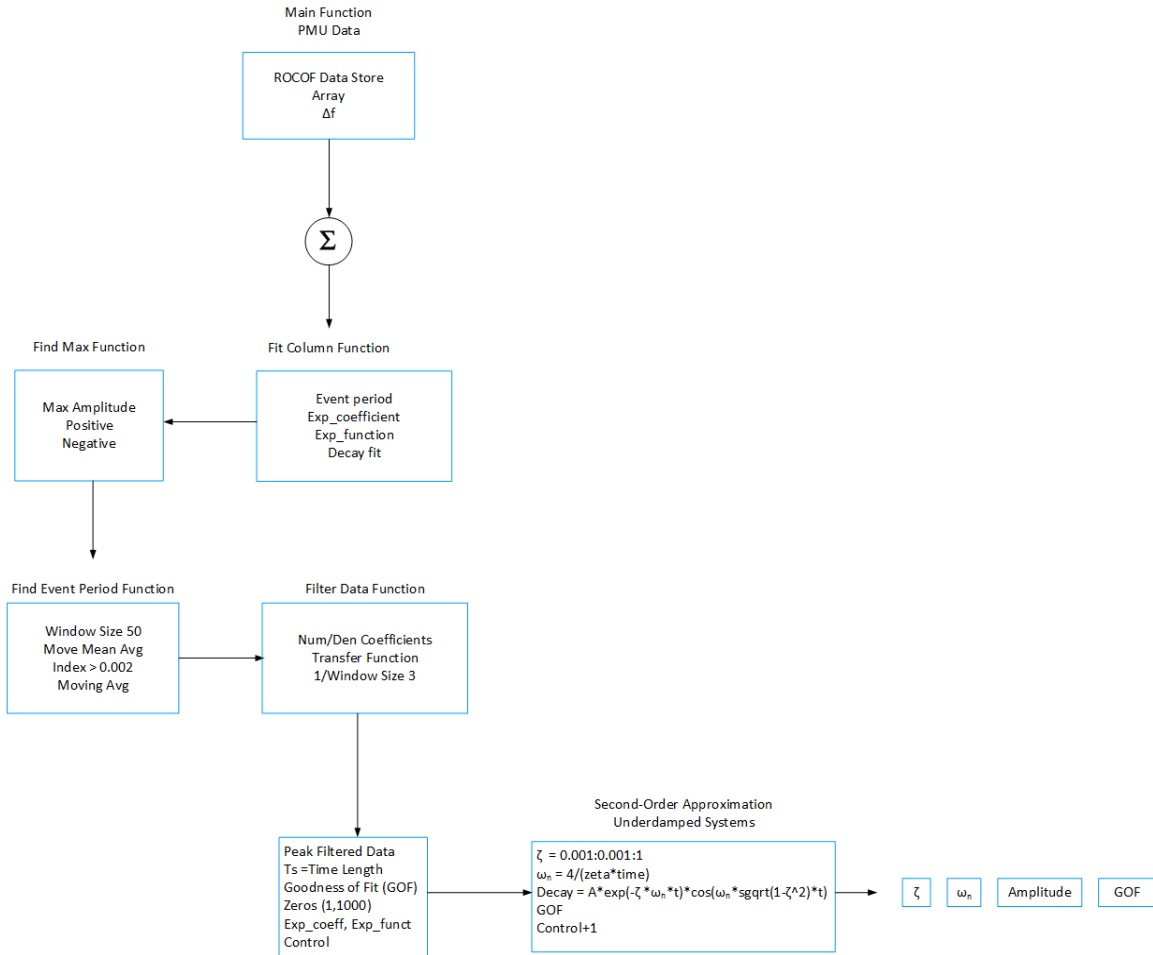 Main Function
PMU Data
ROCOF Data Store
Array
Δf
Σ
Find Max Function
Fit Column Function
Max Amplitude
Positive
Negative
Event period
Exp_coefficient
Exp_function
Decay fit
Find Event Period Function
Filter Data Function
Window Size 50
Move Mean Avg
Index > 0.002
Moving Avg
Num/Den Coefficients
Transfer Function
1/Window Size 3
Second-Order Approximation
Underdamped Systems
Peak Filtered Data
Ts =Time Length
Goodness of Fit (GOF)
Zeros (1,1000)
Exp_coeff, Exp_funct
Control
ζ = 0.001:0.001:1
ωₙ = 4/(zeta*time)
Decay = A*exp(-ζ*ωₙ*t)*cos(ωₙ*sgqrt(1-ζ^2)*t)
GOF
Control+1
ζ
ωₙ
Amplitude
GOF